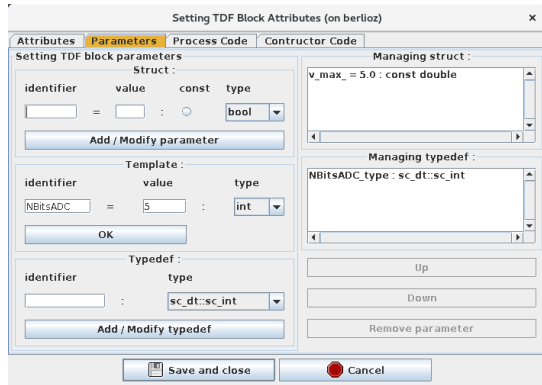 Setting TDF Block Attributes (on berlioz)
×
Attributes Parameters Process Code Contructor Code
Setting TDF block parameters
Struct :
identifier value const type
= : bool
Add / Modify parameter
Template :
identifier value type
NBitsADC = 5 : int
OK
Typedef :
identifier type
: sc_dt::sc_int
Add / Modify typedef
Managing struct :
v_max_ = 5.0 : const double
Managing typedef :
NBitsADC_type : sc_dt::sc_int
Up
Down
Remove parameter
Save and close Cancel